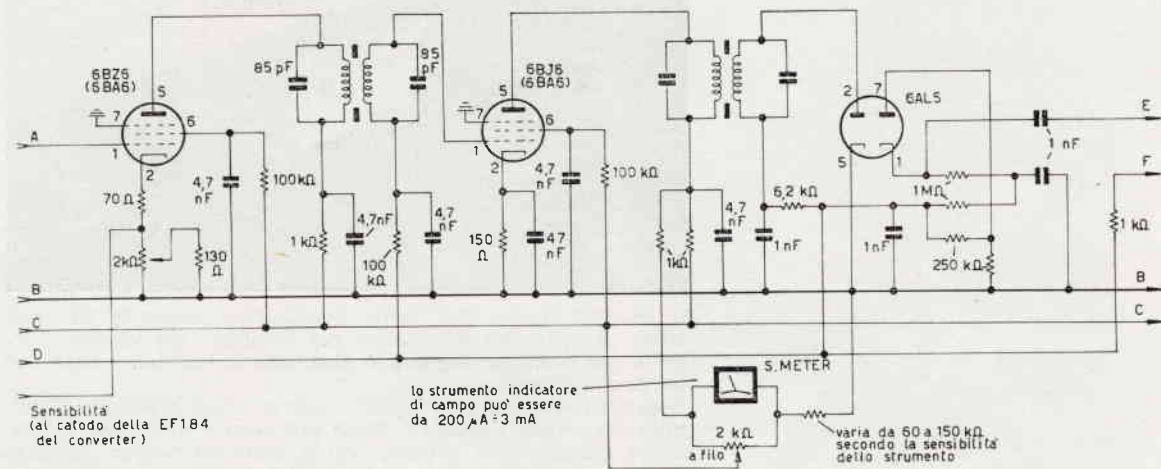 6BZ6
(6BA6)
5
7
6
1
2
A
70 Ω
2kΩ
130
Ω
4,7
nF
100kΩ
85 pF
85
pF
1 kΩ
4,7nF
100
kΩ
4,7
nF
6BJ6
(6BA6)
5
7
6
1
2
150
Ω
47
nF
4,7
nF
100 kΩ
1kΩ
4,7
nF
6,2 kΩ
1nF
2
7
6AL5
5
1
1MΩ
1nF
250 kΩ
1 nF
E
F
1 kΩ
B
B
C
C
D
Sensibilità
(al catodo della EF184
del converter)
lo strumento indicatore
di campo può essere
da 200 µA÷3 mA
S.METER
2 kΩ
a filo
varia da 60 a 150 kΩ
secondo la sensibilità
dello strumento